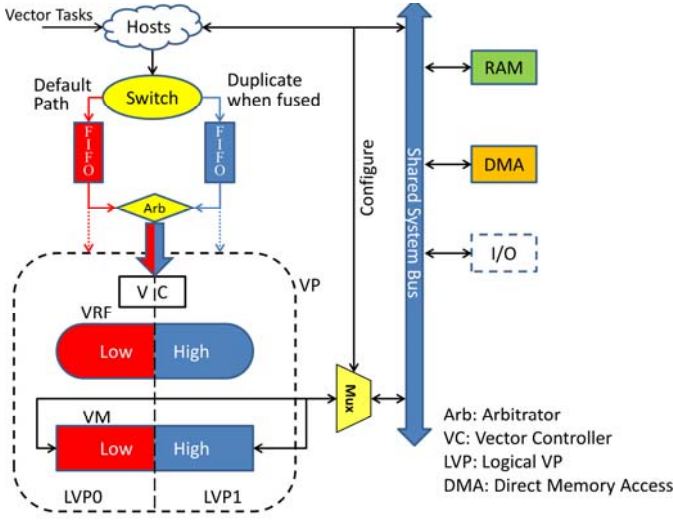 Vector Tasks
Hosts
Default
Path
Duplicate
when fused
Switch
FIFO
FIFO
Arb
Configure
Shared System Bus
RAM
DMA
I/O
VC
VP
VRF
Low
High
Mux
VM
Low
High
LVP0
LVP1
Arb: Arbitrator
VC: Vector Controller
LVP: Logical VP
DMA: Direct Memory Access